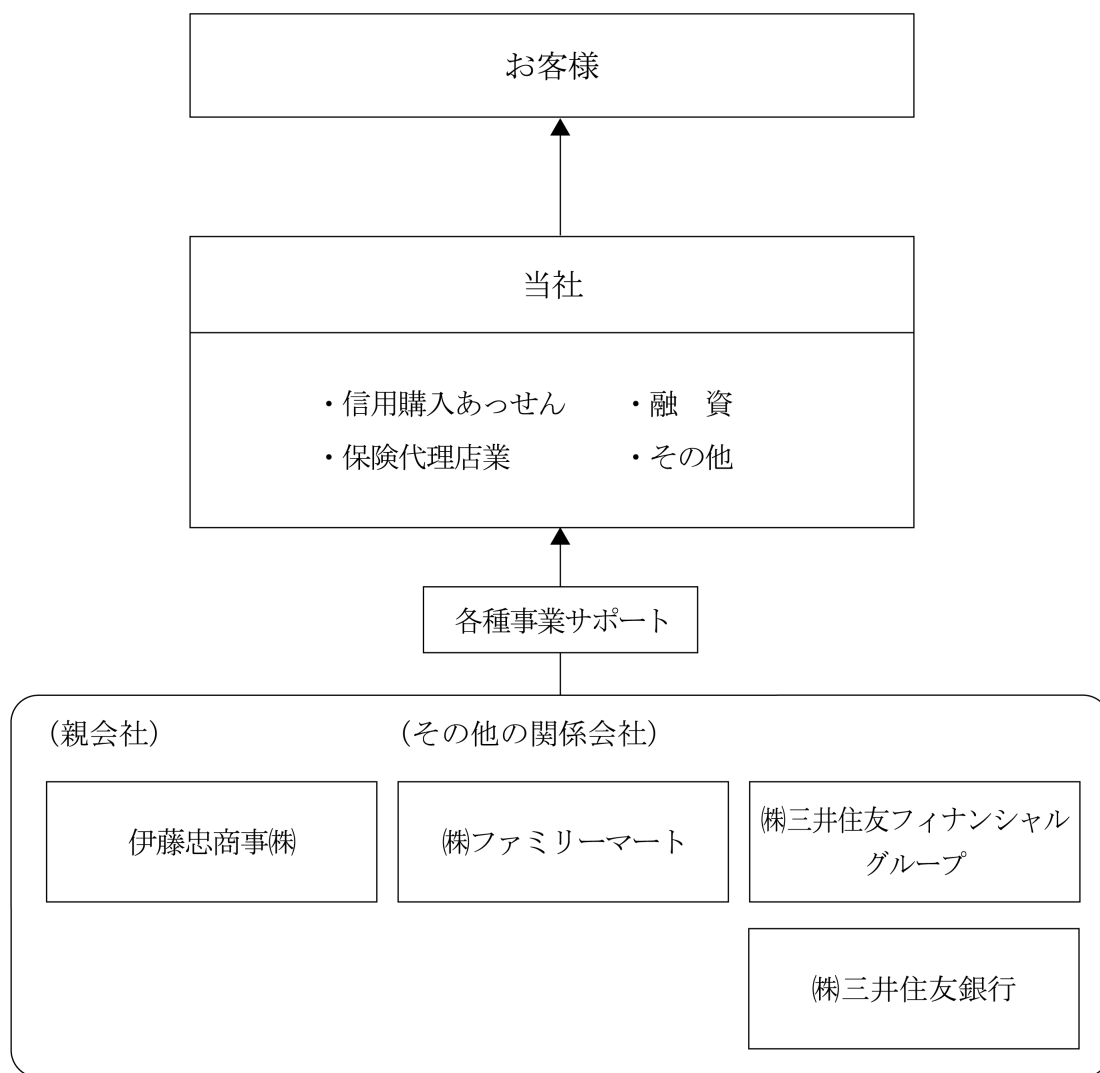 お客様
当社
・信用購入あっせん　・融　資
・保険代理店業　・その他
各種事業サポート
（親会社）　（その他の関係会社）
伊藤忠商事㈱
㈱ファミリーマート
㈱三井住友フィナンシャル
グループ
㈱三井住友銀行